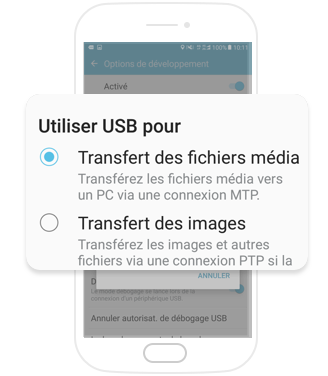 100% 10:11
Options de développement
Activé
Utiliser USB pour
Transfert des fichiers média
Transférez les fichiers média vers
un PC via une connexion MTP.
Transfert des images
Transférez les images et autres
fichiers via une connexion PTP si la
ANNULER
D
Le mode débogage se lance lors de la
connexion d'un périphérique USB
Annuler autorisat. de débogage USB